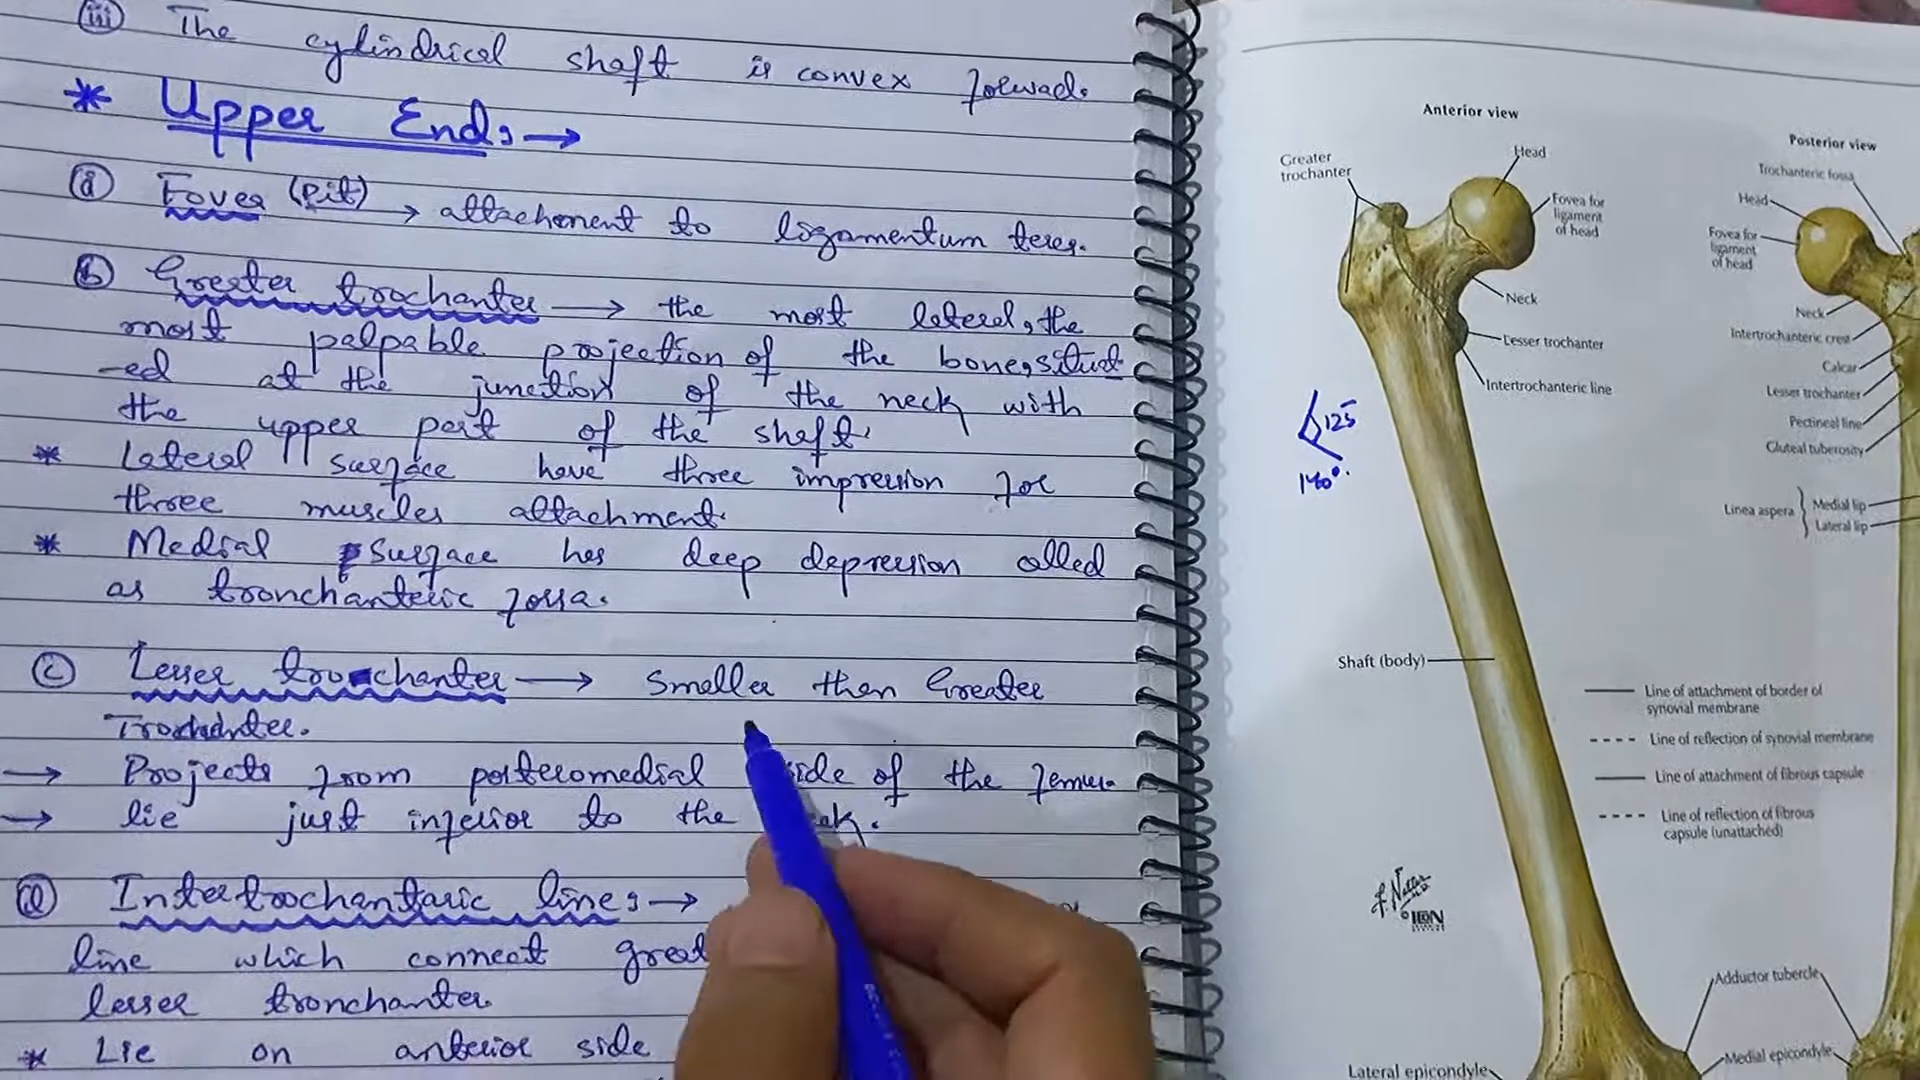 (iii) The cylindrical shaft is convex forward.
* Upper End:→
(a) Fovea (Pit) → attachment to ligamentum teres.
(b) Greater trochanter → the most lateral, the
most palpable projection of the bone, situat
-ed at the junction of the neck with
the upper part of the shaft.
* Lateral surface have three impression for
three muscles attachment.
* Medial surface has deep depression called
as tronchanteric fossa.
(c) Lesser trochanter → Smaller then Greater
Trochanter.
→ Projects from posteromedial side of the femur.
→ lie just inferior to the
(d) Intertrochantaric line:→
line which connect great
lesser tronchanter.
* Lie on anterior side
Anterior view
Greater
trochanter
Head
Fovea for
ligament
of head
Neck
Lesser trochanter
Intertrochanteric line
125
140°.
Shaft (body)
Posterior view
Trochanteric fossa
Head
Fovea for
ligament
of head
Neck
Intertrochanteric crest
Calcar
Lesser trochanter
Pectineal line
Gluteal tuberosity
Linea aspera
Medial lip
Lateral lip
Line of attachment of border of
synovial membrane
Line of reflection of synovial membrane
Line of attachment of fibrous capsule
Line of reflection of fibrous
capsule (unattached)
F. Netter
M.D.
© ICON
Adductor tubercle
Medial epicondyle
Lateral epicondyle